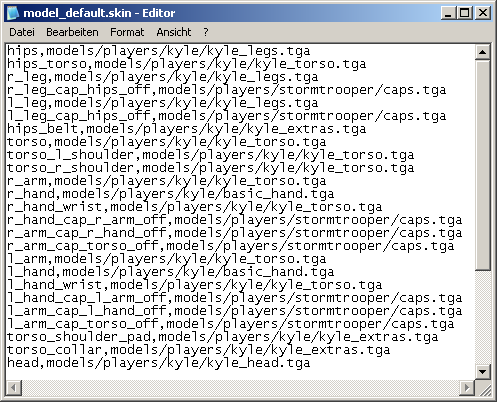 model_default.skin - Editor
Datei Bearbeiten Format Ansicht ?
hips,models/players/kyle/kyle_legs.tga
hips_torso,models/players/kyle/kyle_torso.tga
r_leg,models/players/kyle/kyle_legs.tga
r_leg_cap_hips_off,models/players/stormtrooper/caps.tga
l_leg,models/players/kyle/kyle_legs.tga
l_leg_cap_hips_off,models/players/stormtrooper/caps.tga
hips_belt,models/players/kyle/kyle_extras.tga
torso,models/players/kyle/kyle_torso.tga
torso_l_shoulder,models/players/kyle/kyle_torso.tga
torso_r_shoulder,models/players/kyle/kyle_torso.tga
r_arm,models/players/kyle/kyle_torso.tga
r_hand,models/players/kyle/basic_hand.tga
r_hand_wrist,models/players/kyle/kyle_torso.tga
r_hand_cap_r_arm_off,models/players/stormtrooper/caps.tga
r_arm_cap_r_hand_off,models/players/stormtrooper/caps.tga
r_arm_cap_torso_off,models/players/stormtrooper/caps.tga
l_arm,models/players/kyle/kyle_torso.tga
l_hand,models/players/kyle/basic_hand.tga
l_hand_wrist,models/players/kyle/kyle_torso.tga
l_hand_cap_l_arm_off,models/players/stormtrooper/caps.tga
l_arm_cap_l_hand_off,models/players/stormtrooper/caps.tga
l_arm_cap_torso_off,models/players/stormtrooper/caps.tga
torso_shoulder_pad,models/players/kyle/kyle_extras.tga
torso_collar,models/players/kyle/kyle_extras.tga
head,models/players/kyle/kyle_head.tga